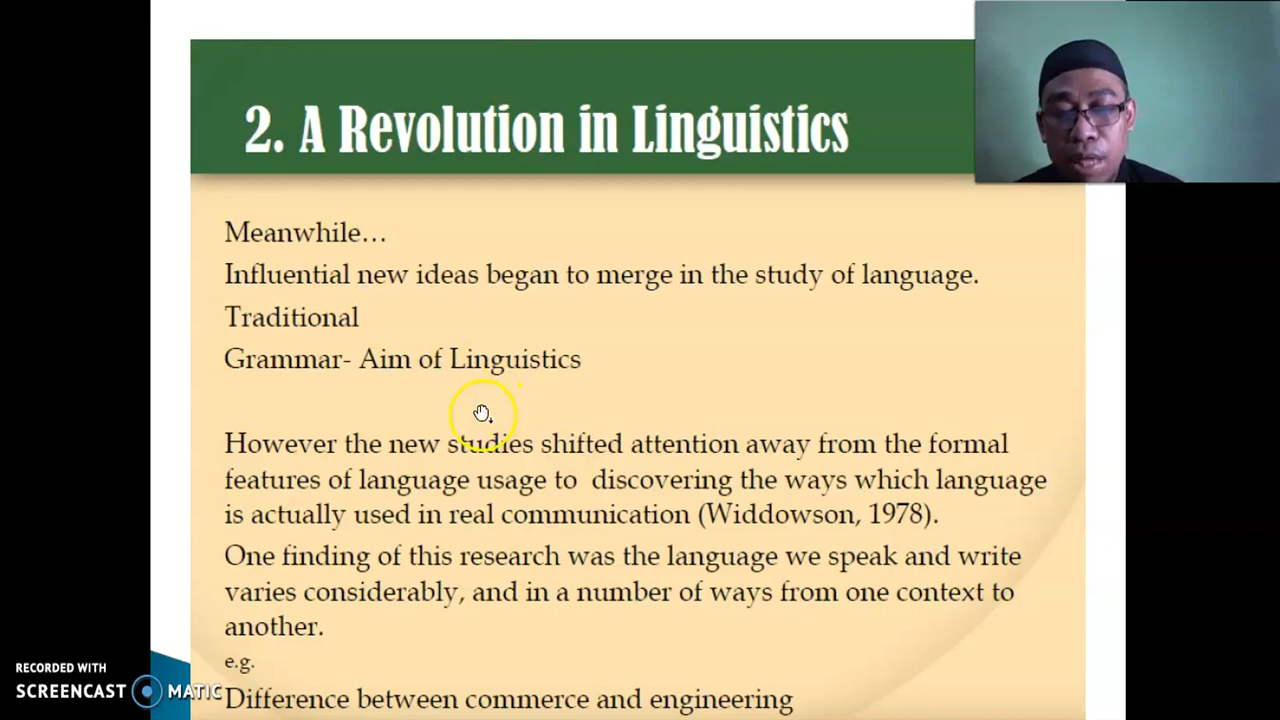 2. A Revolution in Linguistics
Meanwhile…
Influential new ideas began to merge in the study of language.
Traditional
Grammar- Aim of Linguistics
However the new studies shifted attention away from the formal
features of language usage to discovering the ways which language
is actually used in real communication (Widdowson, 1978).
One finding of this research was the language we speak and write
varies considerably, and in a number of ways from one context to
another.
e.g.
Difference between commerce and engineering
RECORDED WITH
SCREENCAST MATIC